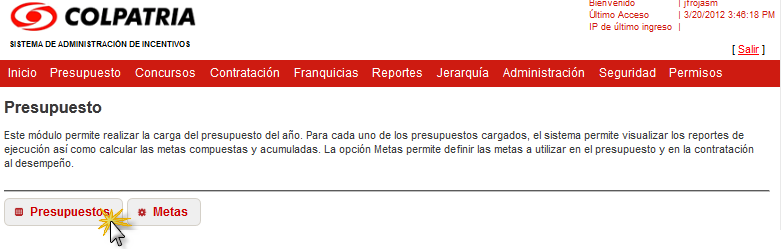 COLPATRIA
SISTEMA DE ADMINISTRACIÓN DE INCENTIVOS
Bienvenido | jfrojasm
Último Acceso | 3/20/2012 3:46:18 PM
IP de último ingreso |
[ Salir ]
Inicio Presupuesto Concursos Contratación Franquicias Reportes Jerarquía Administración Seguridad Permisos
Presupuesto
Este módulo permite realizar la carga del presupuesto del año. Para cada uno de los presupuestos cargados, el sistema permite visualizar los reportes de
ejecución así como calcular las metas compuestas y acumuladas. La opción Metas permite definir las metas a utilizar en el presupuesto y en la contratación
al desempeño.
Presupuestos Metas